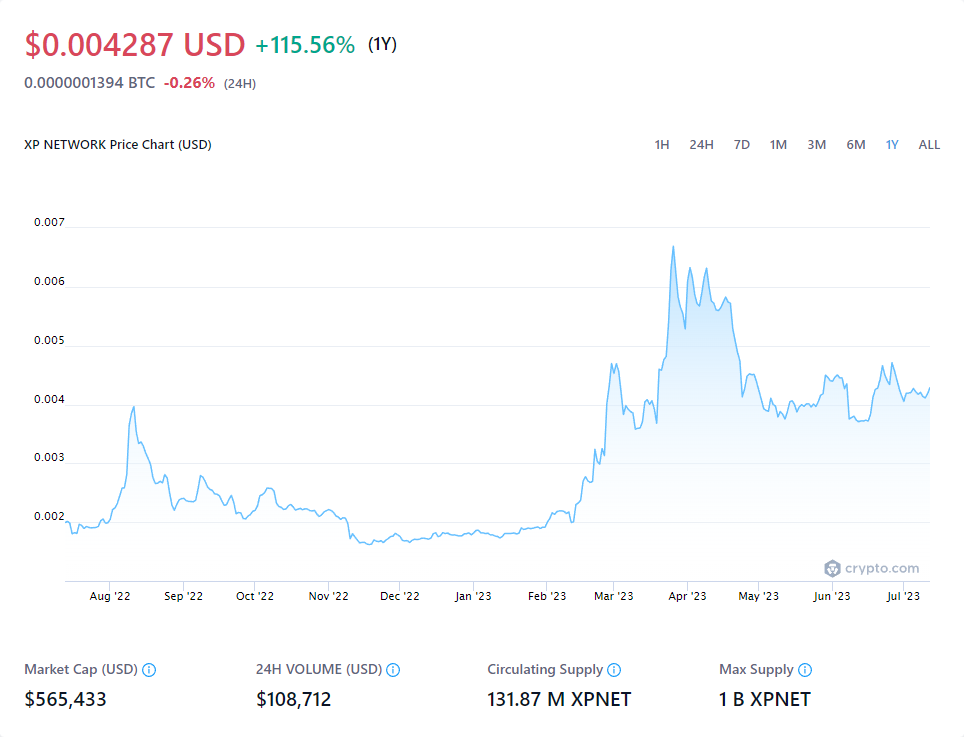 $0.004287 USD +115.56% (1Y)
0.0000001394 BTC -0.26% (24H)
XP NETWORK Price Chart (USD) 1H 24H 7D 1M 3M 6M 1Y ALL
0.007
0.006
0.005
0.004
0.003
0.002
crypto.com
Aug '22 Sep '22 Oct '22 Nov '22 Dec '22 Jan '23 Feb '23 Mar '23 Apr '23 May '23 Jun '23 Jul '23
Market Cap (USD) 24H VOLUME (USD) Circulating Supply Max Supply
$565,433 $108,712 131.87 M XPNET 1 B XPNET